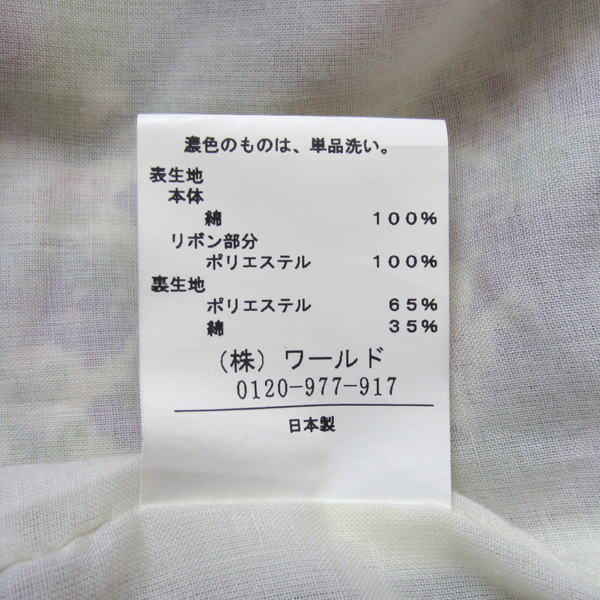 濃色のものは、単品洗い。
表生地
本体
綿 100%
リボン部分
ポリエステル 100%
裏生地
ポリエステル 65%
綿 35%
(株) ワールド
0120-977-917
日本製